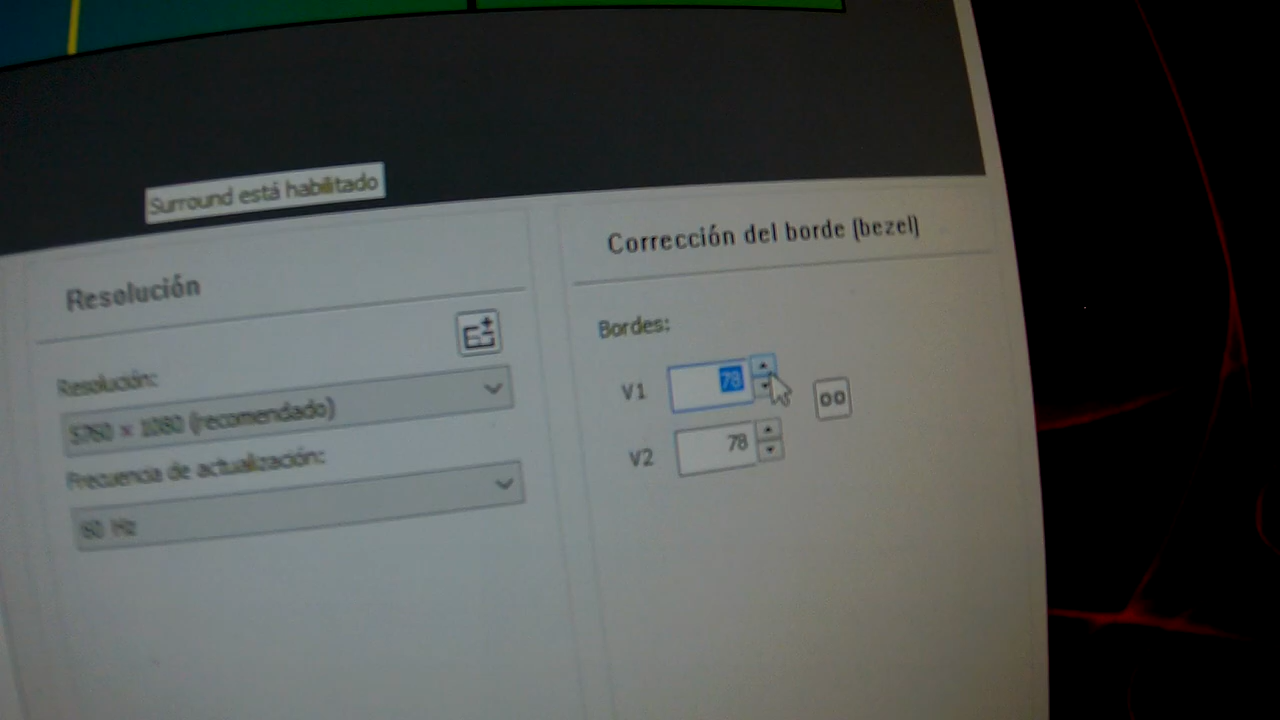 Surround está habilitado
Corrección del borde (bezel)
Resolución
Bordes:
Resolución:
V1 78
5760 × 1080 (recomendado)
V2 78
Frecuencia de actualización:
60 Hz